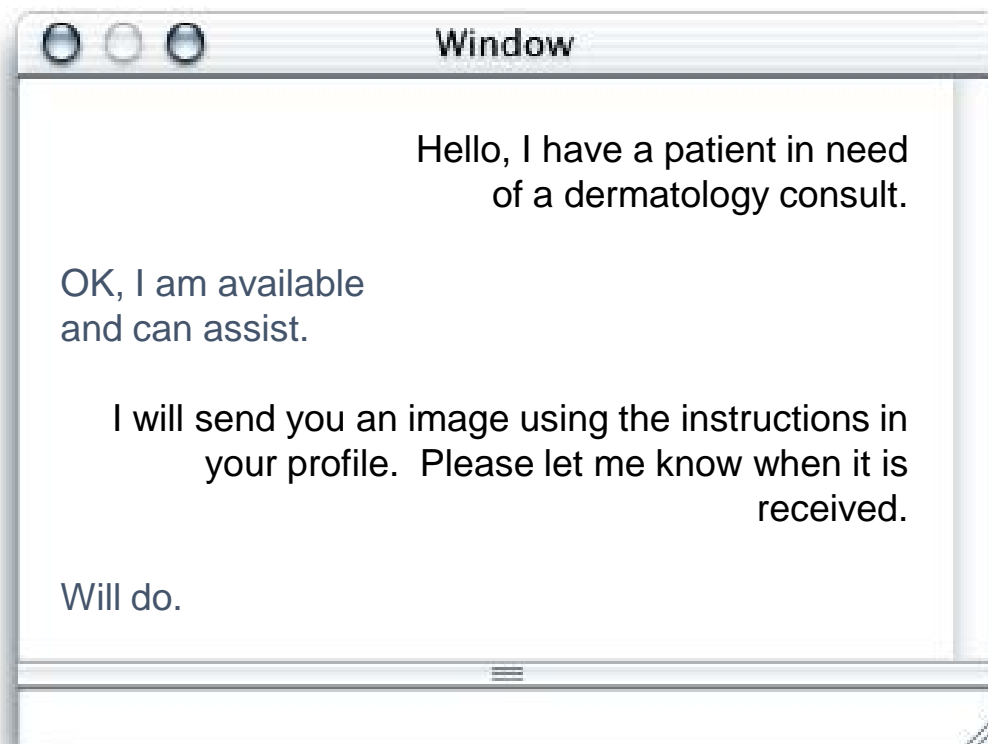 Window
Hello, I have a patient in need
of a dermatology consult.
OK, I am available
and can assist.
I will send you an image using the instructions in
your profile.  Please let me know when it is
received.
Will do.